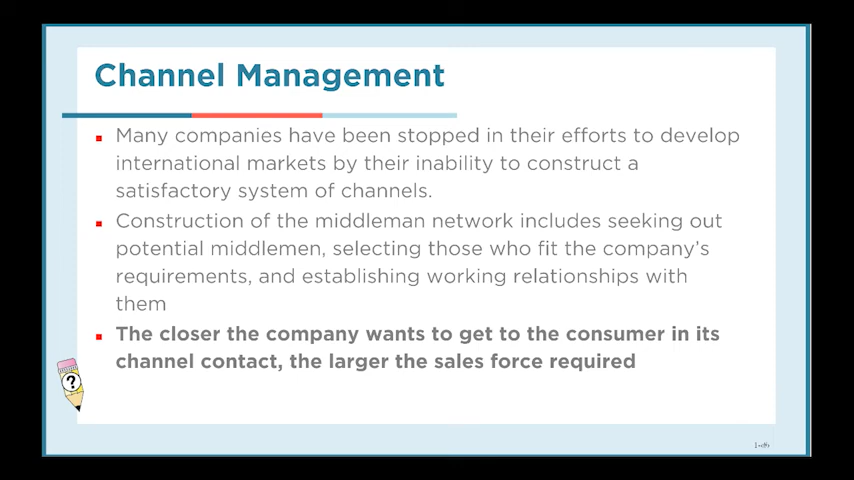 Channel Management
Many companies have been stopped in their efforts to develop
international markets by their inability to construct a
satisfactory system of channels.
Construction of the middleman network includes seeking out
potential middlemen, selecting those who fit the company's
requirements, and establishing working relationships with
them
The closer the company wants to get to the consumer in its
channel contact, the larger the sales force required
?